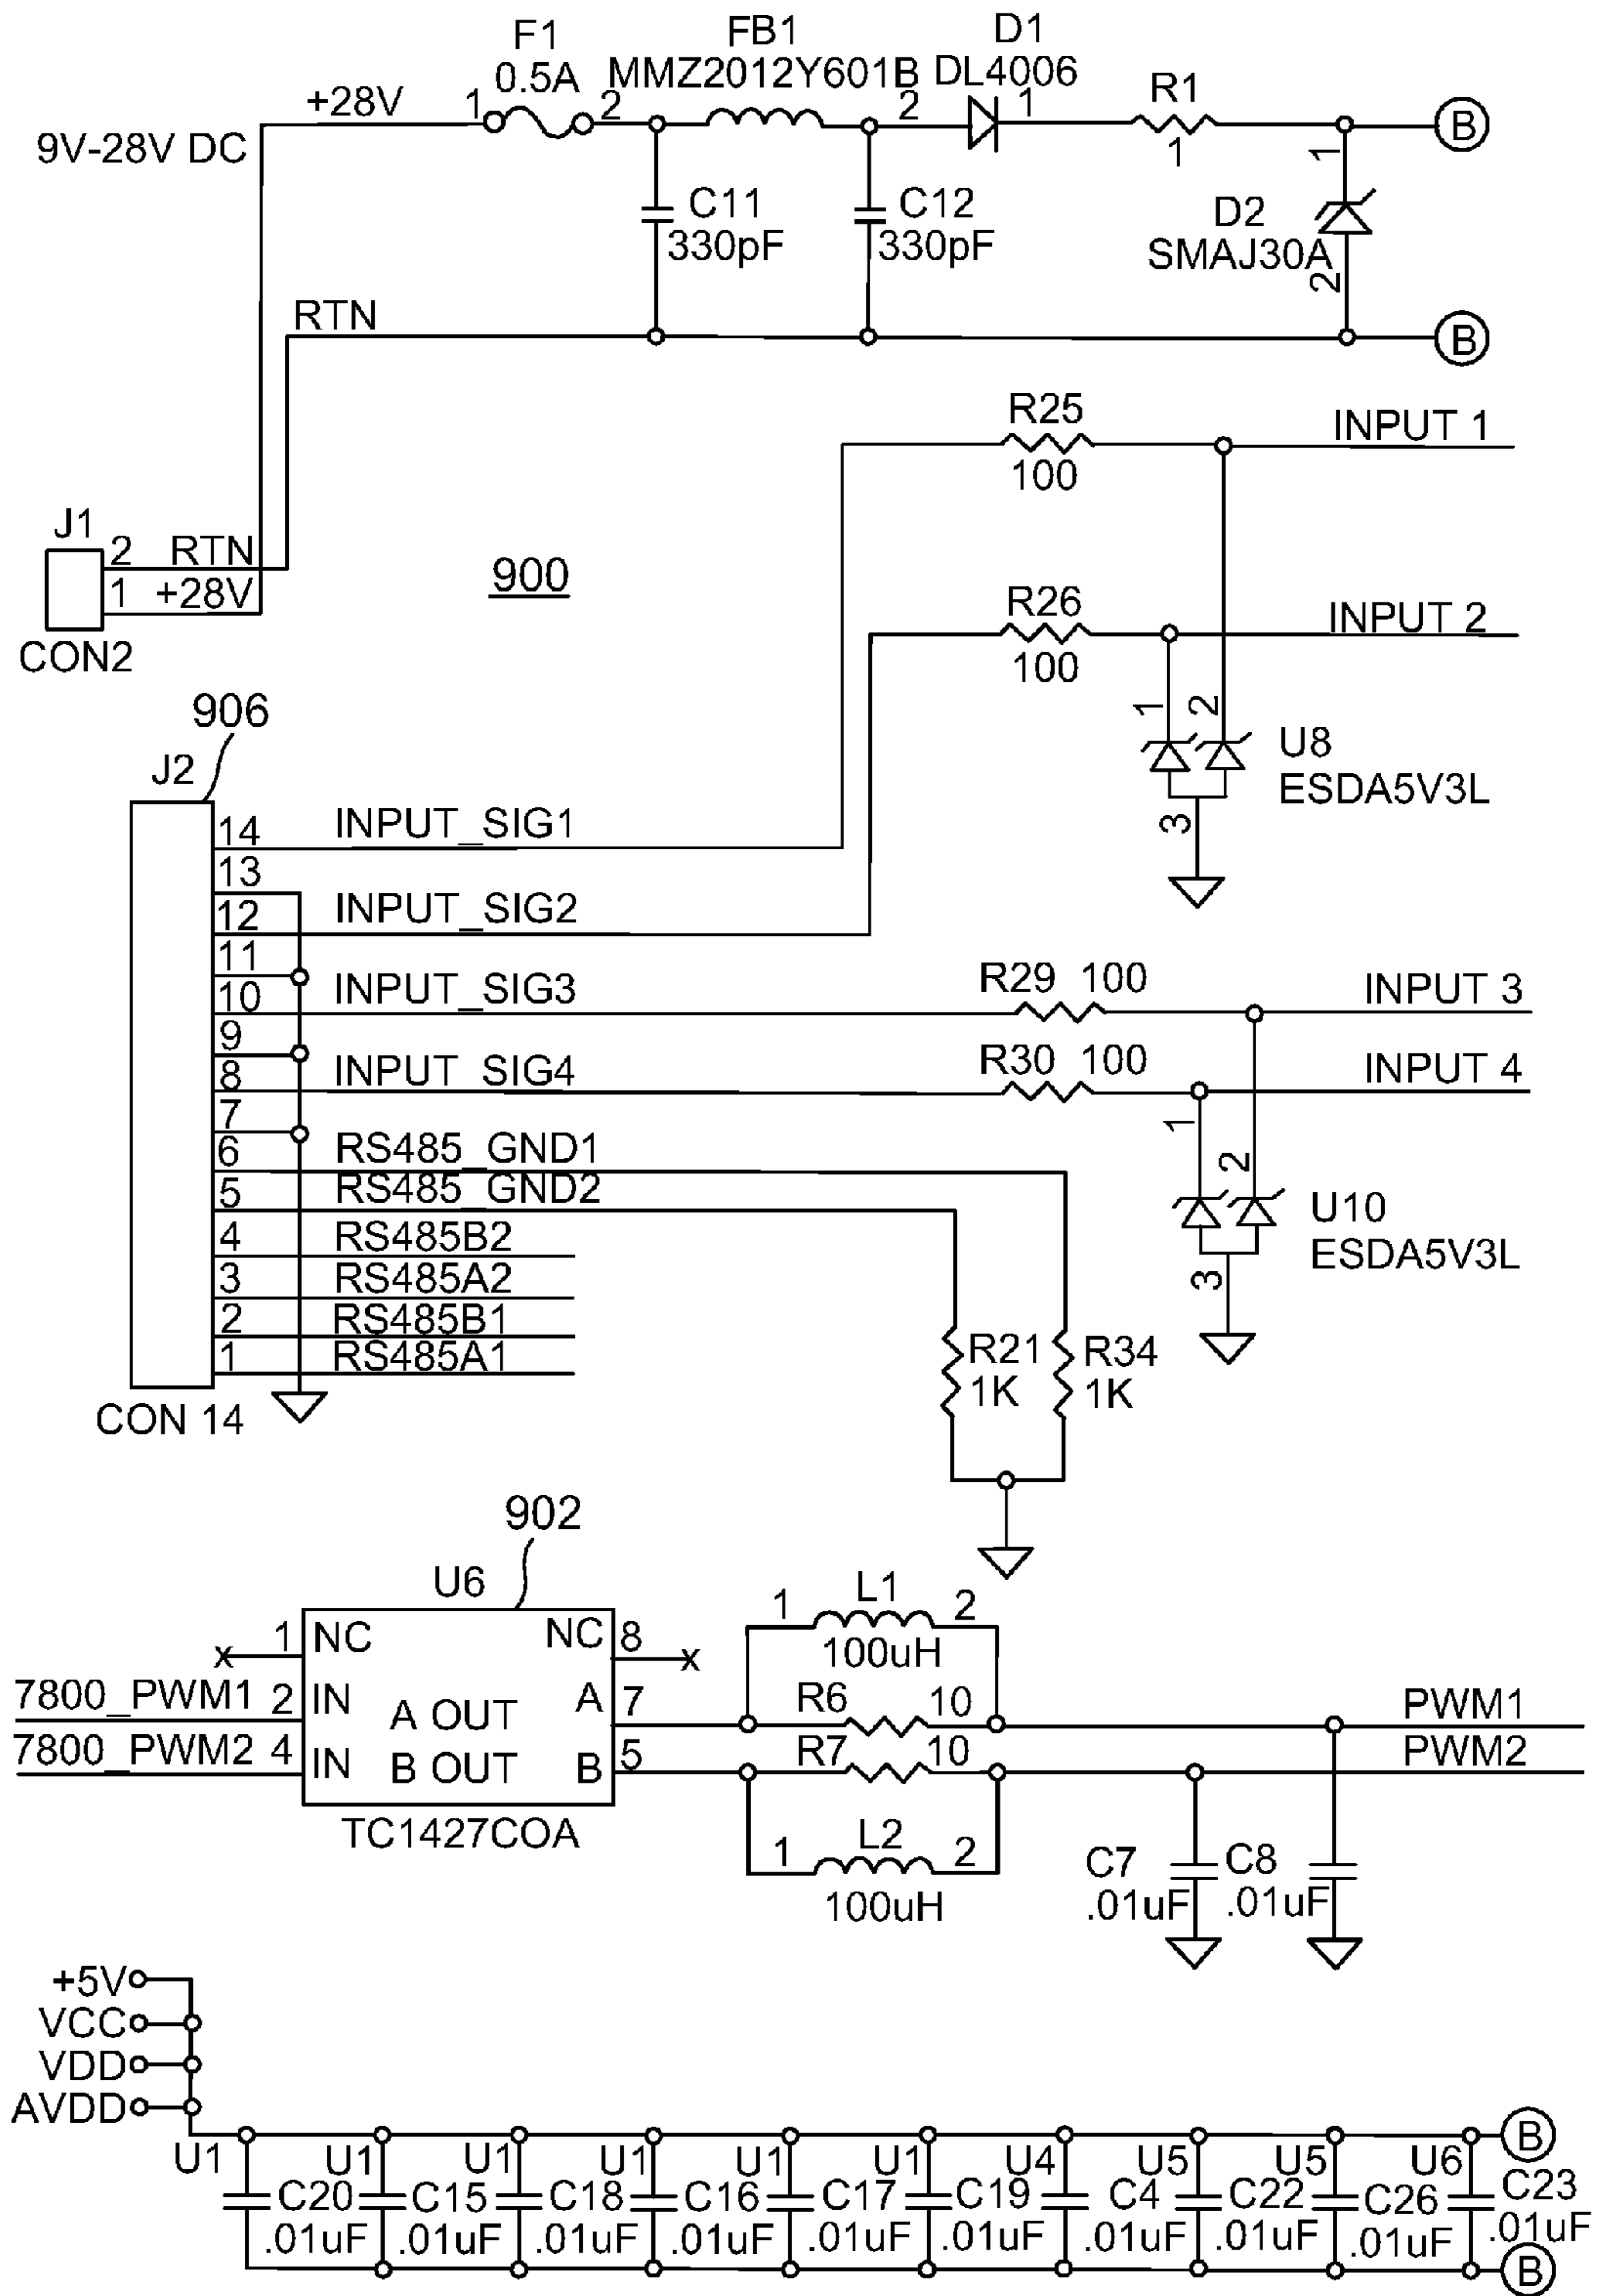 F1 FB1 D1
0.5A MMZ2012Y601B DL4006
+28V 1 2 2 1 R1
9V-28V DC 1 1 B
C11 C12 D2
330pF 330pF SMAJ30A
2
RTN B
R25 INPUT 1
100
J1
2 RTN 900
1 +28V R26 INPUT 2
CON2 100
906 1 2
J2 U8
ESDA5V3L
14 INPUT_SIG1 3
13
12 INPUT_SIG2
11
10 INPUT_SIG3 R29 100 INPUT 3
9
8 INPUT_SIG4 R30 100 INPUT 4
7 1
6 RS485_GND1 2
5 RS485_GND2 U10
4 RS485B2 ESDA5V3L
3 RS485A2 3
2 RS485B1
1 RS485A1 R21 R34
1K 1K
CON 14
902
U6 1 L1 2
1 NC NC 8 100uH
x x
7800_PWM1 2 IN A OUT A 7 R6 10 PWM1
7800_PWM2 4 IN B OUT B 5 R7 10 PWM2
TC1427COA 1 L2 2 C7 C8
100uH .01uF .01uF
+5V
VCC
VDD
AVDD
B
U1 U1 U1 U1 U1 U1 U4 U5 U5 U6
C20 C15 C18 C16 C17 C19 C4 C22 C26 C23
.01uF .01uF .01uF .01uF .01uF .01uF .01uF .01uF .01uF .01uF
B